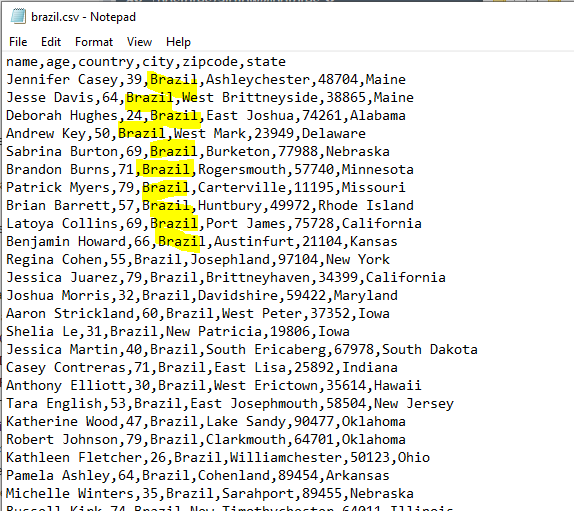 brazil.csv - Notepad
File Edit Format View Help
name,age,country,city,zipcode,state
Jennifer Casey,39,Brazil,Ashleychester,48704,Maine
Jesse Davis,64,Brazil,West Brittneyside,38865,Maine
Deborah Hughes,24,Brazil,East Joshua,74261,Alabama
Andrew Key,50,Brazil,West Mark,23949,Delaware
Sabrina Burton,69,Brazil,Burketon,77988,Nebraska
Brandon Burns,71,Brazil,Rogersmouth,57740,Minnesota
Patrick Myers,79,Brazil,Carterville,11195,Missouri
Brian Barrett,57,Brazil,Huntbury,49972,Rhode Island
Latoya Collins,69,Brazil,Port James,75728,California
Benjamin Howard,66,Brazil,Austinfurt,21104,Kansas
Regina Cohen,55,Brazil,Josephland,97104,New York
Jessica Juarez,79,Brazil,Brittneyhaven,34399,California
Joshua Morris,32,Brazil,Davidshire,59422,Maryland
Aaron Strickland,60,Brazil,West Peter,37352,Iowa
Shelia Le,31,Brazil,New Patricia,19806,Iowa
Jessica Martin,40,Brazil,South Ericaberg,67978,South Dakota
Casey Contreras,71,Brazil,East Lisa,25892,Indiana
Anthony Elliott,30,Brazil,West Erictown,35614,Hawaii
Tara English,53,Brazil,East Josephmouth,58504,New Jersey
Katherine Wood,47,Brazil,Lake Sandy,90477,Oklahoma
Robert Johnson,79,Brazil,Clarkmouth,64701,Oklahoma
Kathleen Fletcher,26,Brazil,Williamchester,50123,Ohio
Pamela Ashley,64,Brazil,Cohenland,89454,Arkansas
Michelle Winters,35,Brazil,Sarahport,89455,Nebraska
Russell Kirk,74,Brazil,New Timothychester,64011,Illinois